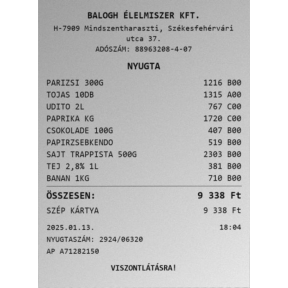 BALOGH ÉLELMISZER KFT.
H-7909 Mindszentharaszti, Székesfehérvári
utca 37.
ADÓSZÁM: 88963208-4-07
NYUGTA
PARIZSI 300G 1216 B00
TOJAS 10DB 1315 A00
UDITO 2L 767 C00
PAPRIKA KG 1720 C00
CSOKOLADE 100G 407 B00
PAPIRZSEBKENDO 519 B00
SAJT TRAPPISTA 500G 2303 B00
TEJ 2,8% 1L 381 B00
BANAN 1KG 710 B00
ÖSSZESEN: 9 338 Ft
SZÉP KÁRTYA 9 338 Ft
2025.01.13. 18:04
NYUGTASZÁM: 2924/06320
AP A71282150
VISZONTLÁTÁSRA!